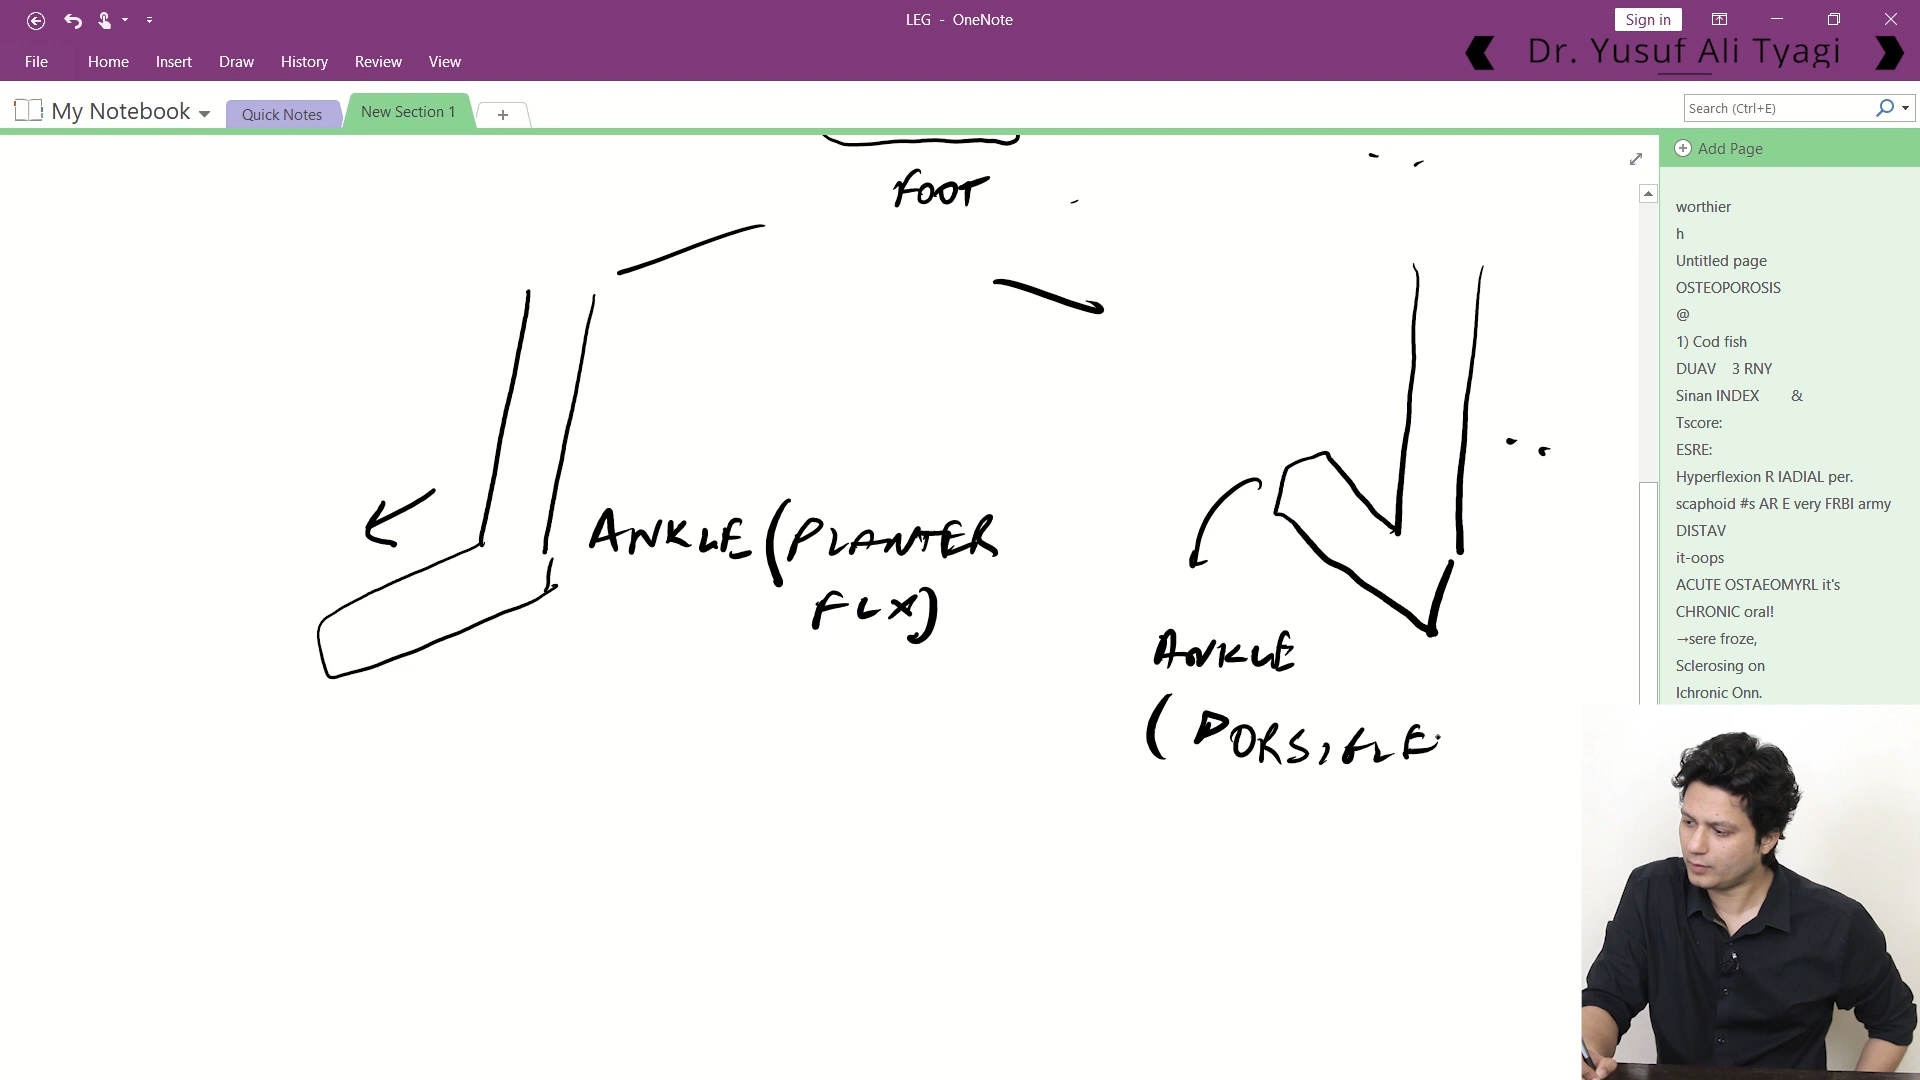 LEG - OneNote
Sign in
Dr. Yusuf Ali Tyagi
File Home Insert Draw History Review View
My Notebook Quick Notes New Section 1 +
Search (Ctrl+E)
Add Page
worthier
h
Untitled page
OSTEOPOROSIS
@
1) Cod fish
DUAV 3 RNY
Sinan INDEX &
Tscore:
ESRE:
Hyperflexion R IADIAL per.
scaphoid #s AR E very FRBI army
DISTAV
it-oops
ACUTE OSTAEOMYRL it's
CHRONIC oral!
→sere froze,
Sclerosing on
Ichronic Onn.
FOOT
ANKLE (PLANTER
FLX)
ANKLE
(DORSIFLE